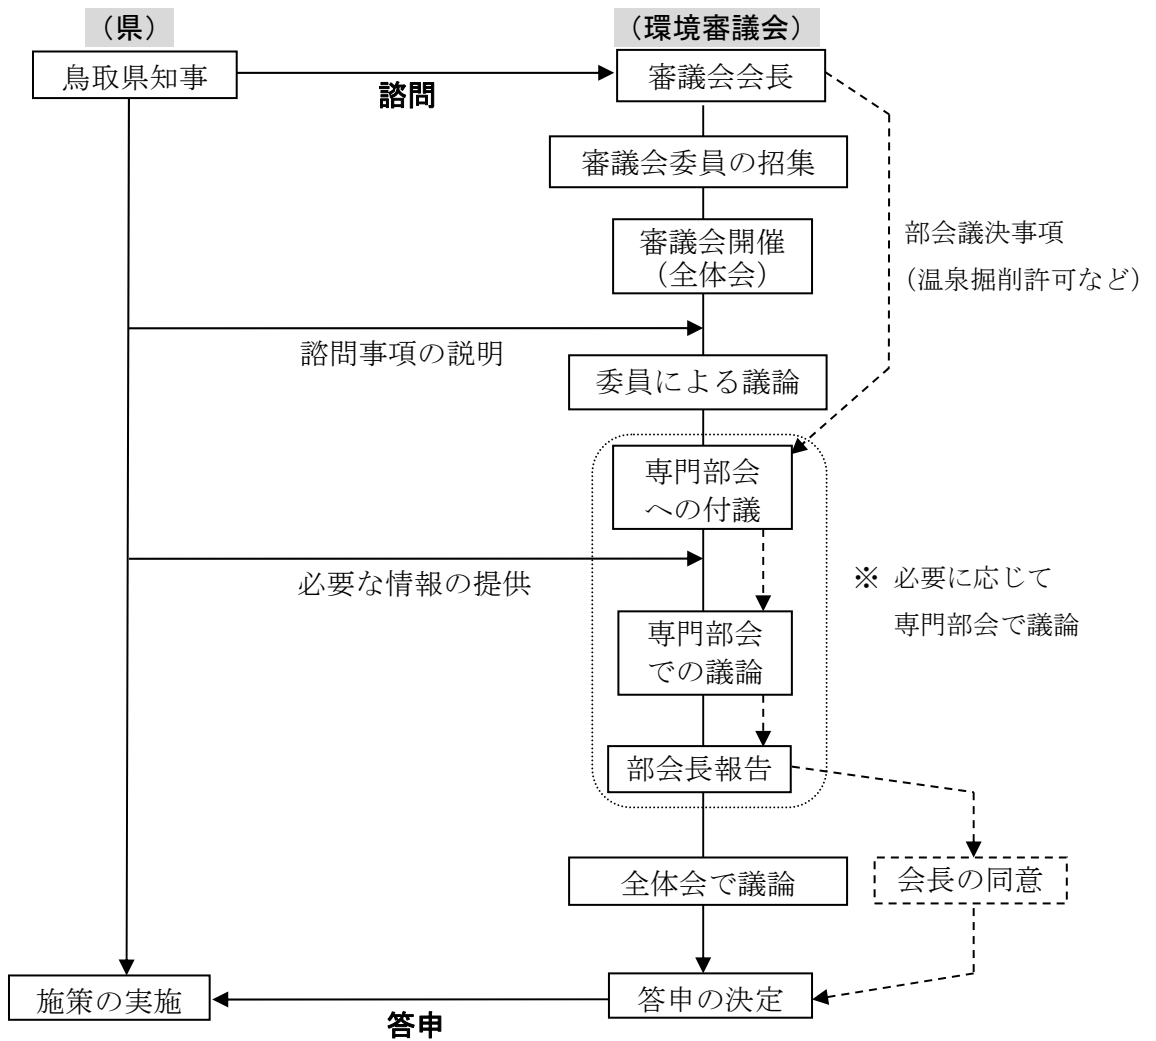 （県）
（環境審議会）
鳥取県知事
諮問
審議会会長
審議会委員の招集
審議会開催
（全体会）
部会議決事項
（温泉掘削許可など）
諮問事項の説明
委員による議論
専門部会
への付議
必要な情報の提供
※ 必要に応じて
専門部会で議論
専門部会
での議論
部会長報告
全体会で議論
会長の同意
施策の実施
答申
答申の決定